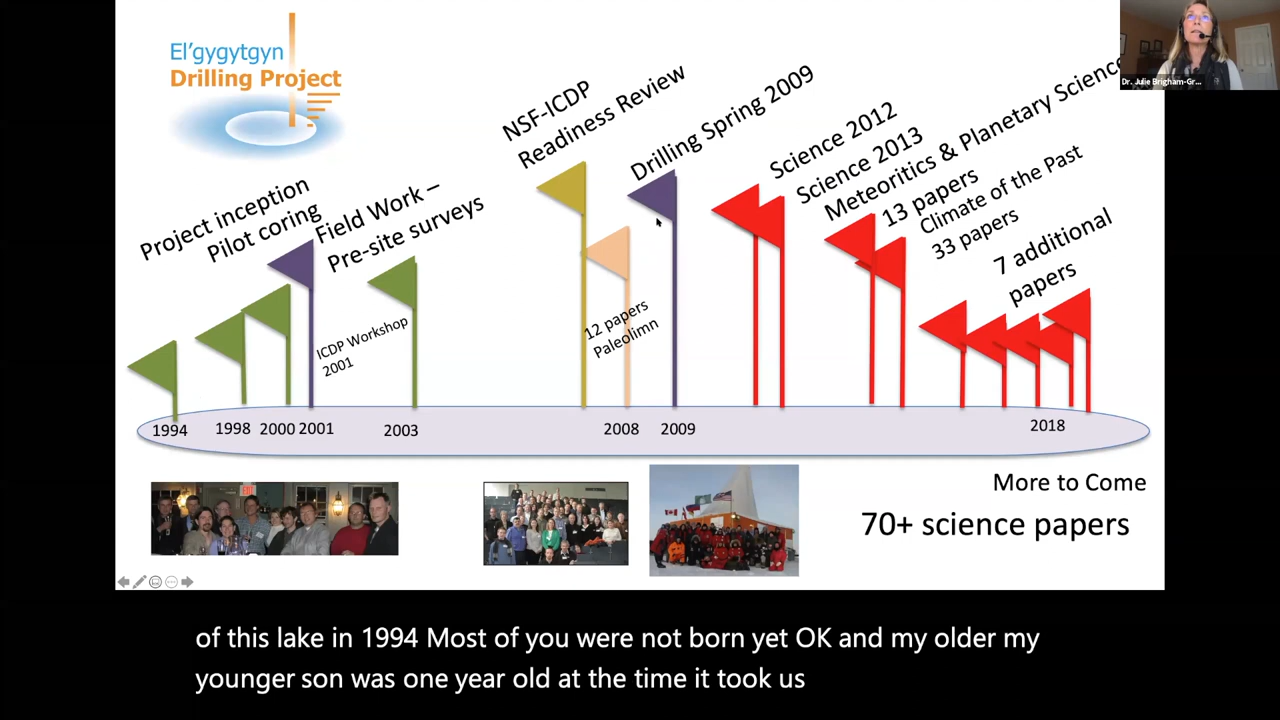 El'gygytgyn
Drilling Project
Project inception
Pilot coring
Field Work –
Pre-site surveys
ICDP Workshop
2001
NSF-ICDP
Readiness Review
12 papers
Paleolimn
Drilling Spring 2009
Science 2012
Science 2013
Meteoritics & Planetary Science
13 papers
Climate of the Past
33 papers
7 additional
papers
1994
1998
2000
2001
2003
2008
2009
2018
More to Come
70+ science papers
Dr. Julie Brigham-Gr...
of this lake in 1994 Most of you were not born yet OK and my older my
younger son was one year old at the time it took us